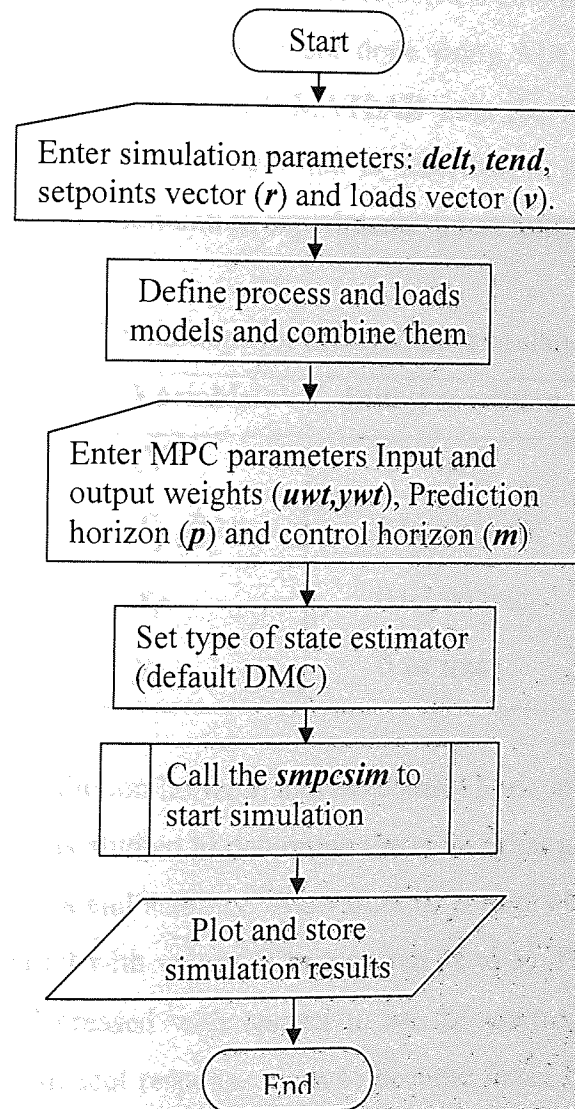 Start
Enter simulation parameters: delt, tend,
setpoints vector (r) and loads vector (v).
Define process and loads
models and combine them
Enter MPC parameters Input and
output weights (uwt,ywt), Prediction
horizon (p) and control horizon (m)
Set type of state estimator
(default DMC)
Call the smpcsim to
start simulation
Plot and store
simulation results
End